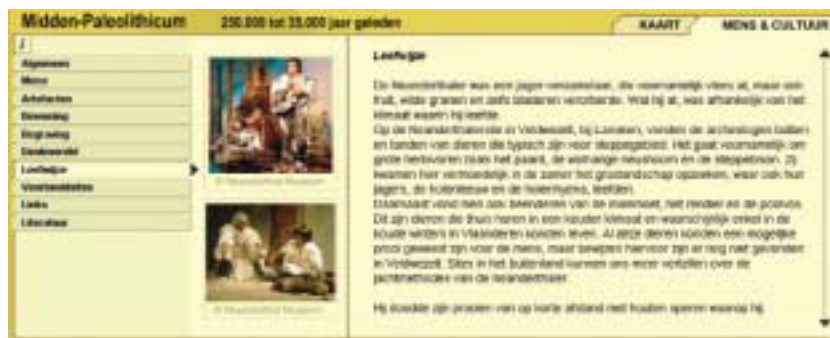 Midden-Paleolithicum 250.000 tot 35.000 jaar geleden KAART MENS & CULTUUR
i
Algemeen
Mens
Artefacten
Bewoning
Begraving
Denkwereld
Leefwijze
Voorbeeldsites
Links
Literatuur
© Neanderthal Museum
© Neanderthal Museum
Leefwijze
De Neanderthaler was een jager-verzamelaar, die voornamelijk vlees at, maar ook
fruit, wilde granen en zelfs bladeren verzamelde. Wat hij at, was afhankelijk van het
klimaat waarin hij leefde.
Op de Neanderthalersite in Veldwezelt, bij Lanaken, vonden de archeologen botten
en tanden van dieren die typisch zijn voor steppegebied. Het gaat voornamelijk om
grote herbivoren zoals het paard, de wolharige neushoorn en de steppebison. Zij
kwamen hier vermoedelijk in de zomer het graslandschap opzoeken, waar ook hun
jagers, de holenleeuw en de holenhyena, leefden.
Daarnaast vond men ook beenderen van de mammoet, het rendier en de poolvos.
Dit zijn dieren die thuis horen in een kouder klimaat en waarschijnlijk enkel in de
koude winters in Vlaanderen konden leven. Al deze dieren konden een mogelijke
prooi geweest zijn voor de mens, maar bewijzen hiervoor zijn er nog niet gevonden
in Veldwezelt. Sites in het buitenland kunnen ons meer vertellen over de
jachtmethodes van de neanderthaler.
Hij doodde zijn prooien van op korte afstand met houten speren waarop hij